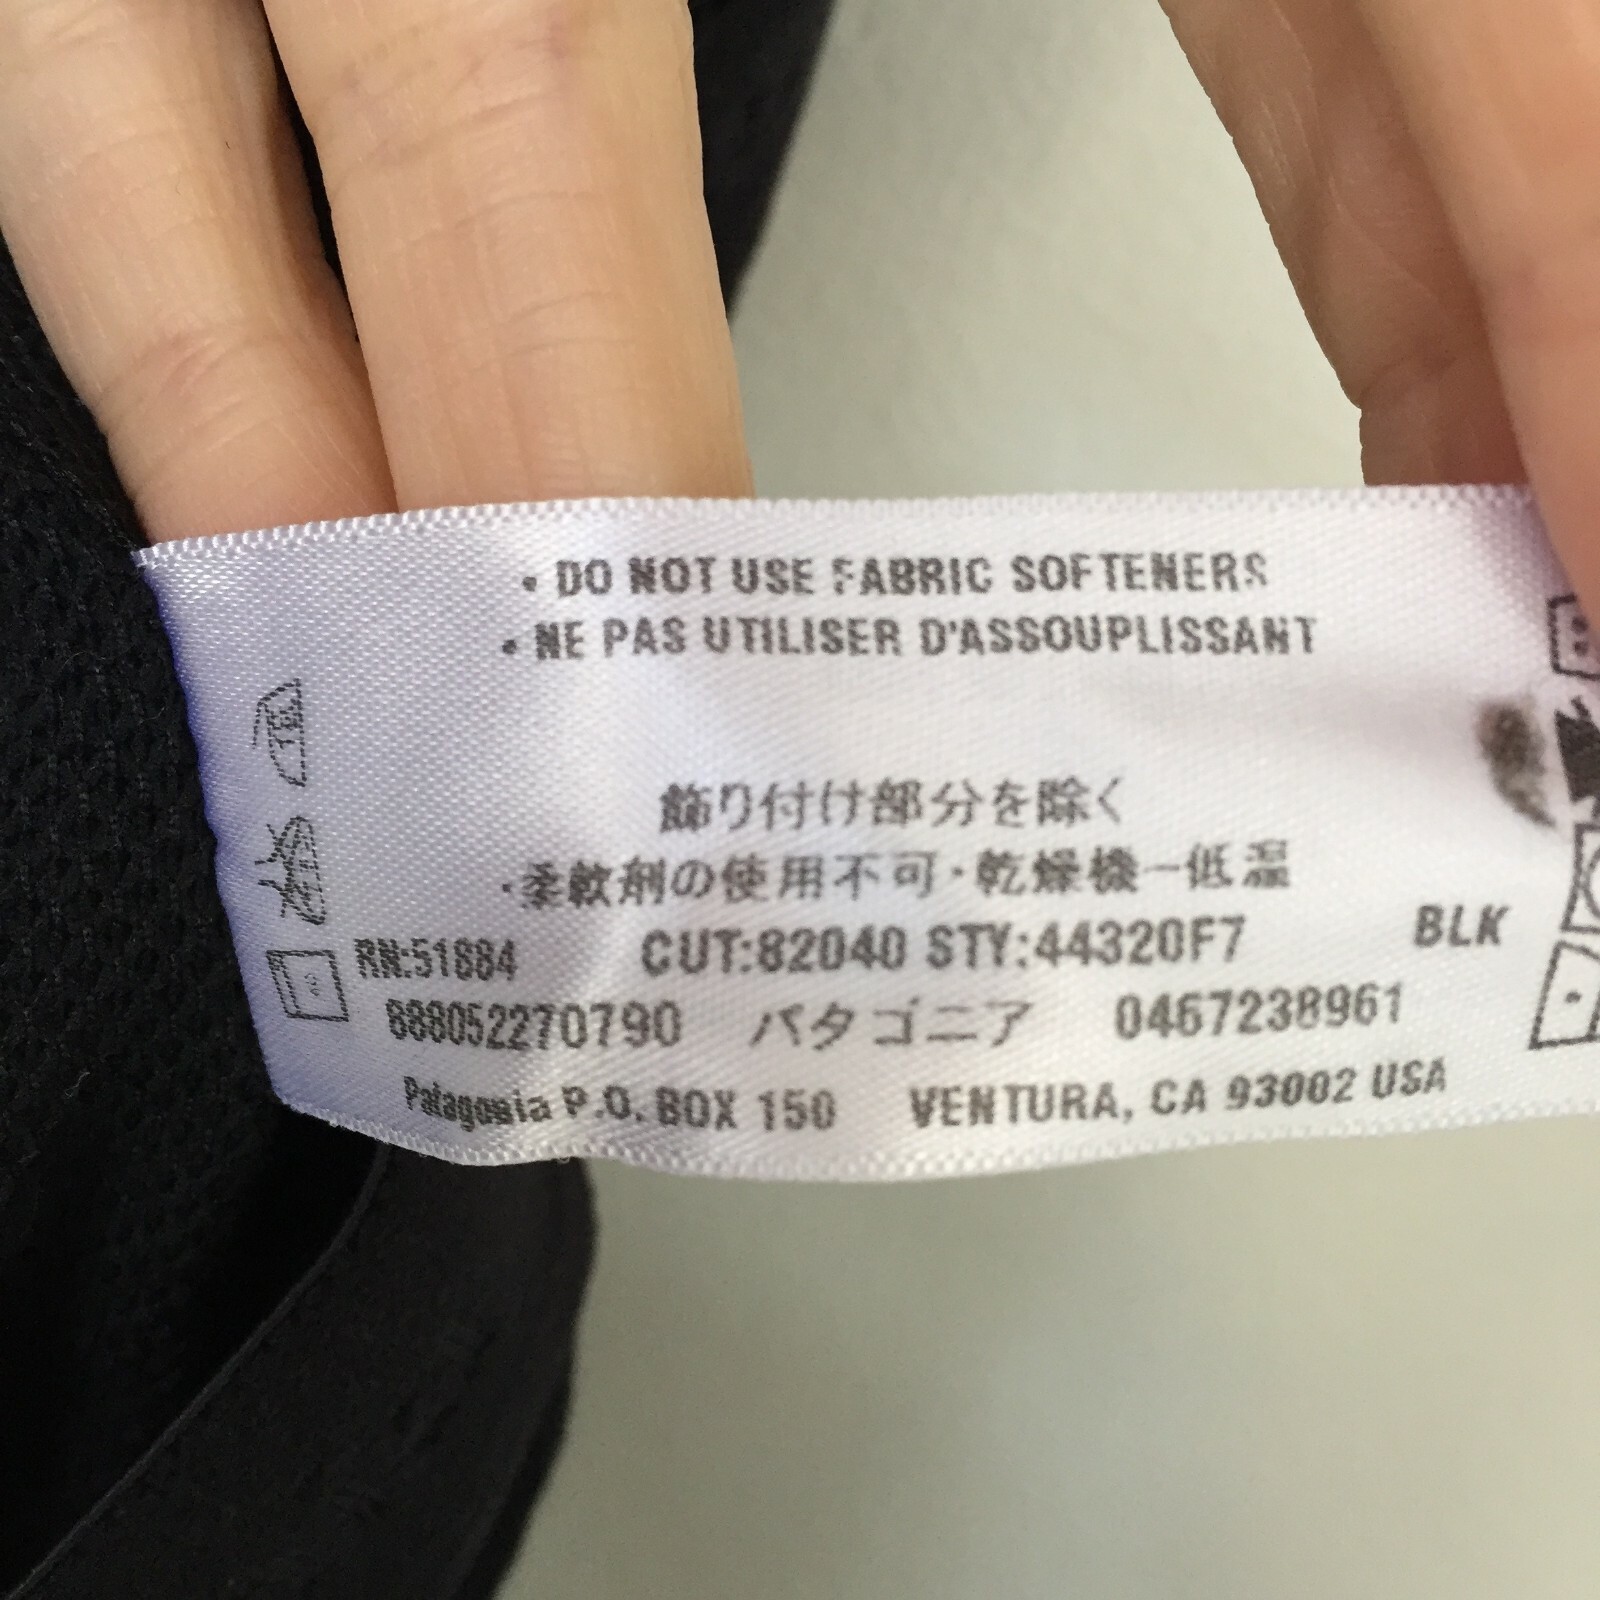 • DO NOT USE FABRIC SOFTENERS
• NE PAS UTILISER D'ASSOUPLISSANT
飾り付け部分を除く
・柔軟剤の使用不可・乾燥機ー低温
RN:51884 CUT:82040 STY:44320F7 BLK
888052270790 パタゴニア 0467238961
Patagonia P.O. BOX 150 VENTURA, CA 93002 USA